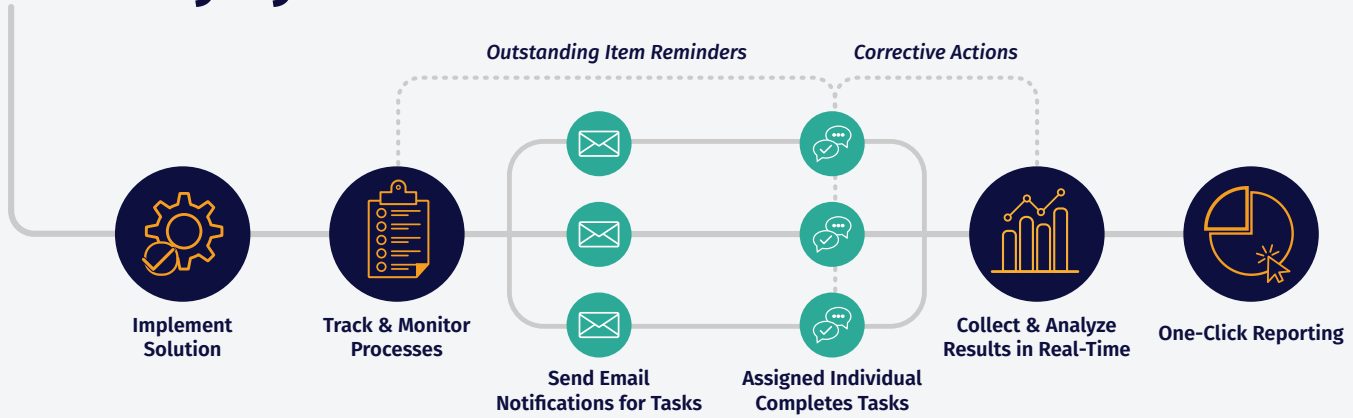 Outstanding Item Reminders
Corrective Actions
Implement
Solution
Track & Monitor
Processes
Send Email
Notifications for Tasks
Assigned Individual
Completes Tasks
Collect & Analyze
Results in Real-Time
One-Click Reporting